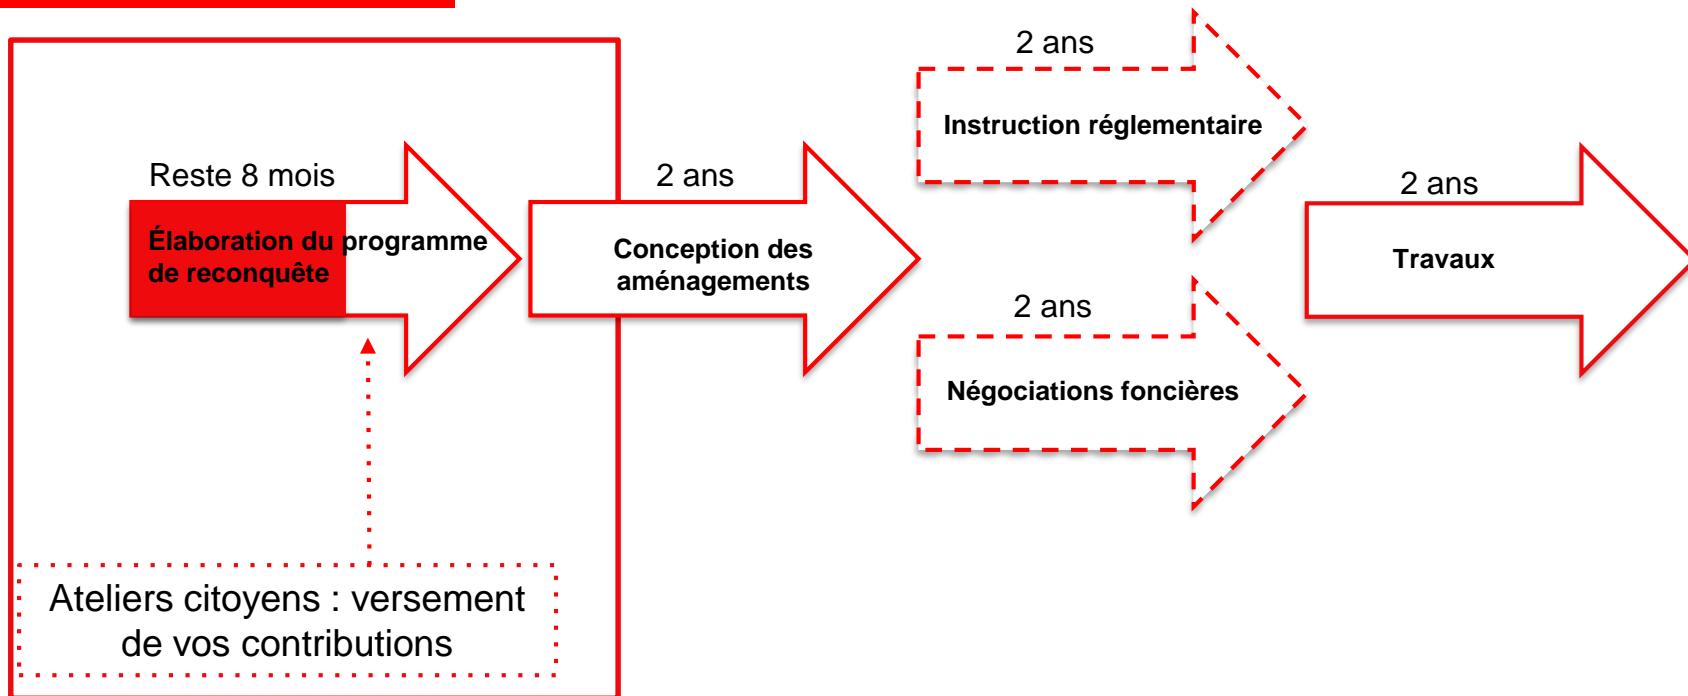 Reste 8 mois
Élaboration du programme
de reconquête
2 ans
Conception des
aménagements
2 ans
Instruction réglementaire
2 ans
Négociations foncières
2 ans
Travaux
Ateliers citoyens : versement
de vos contributions